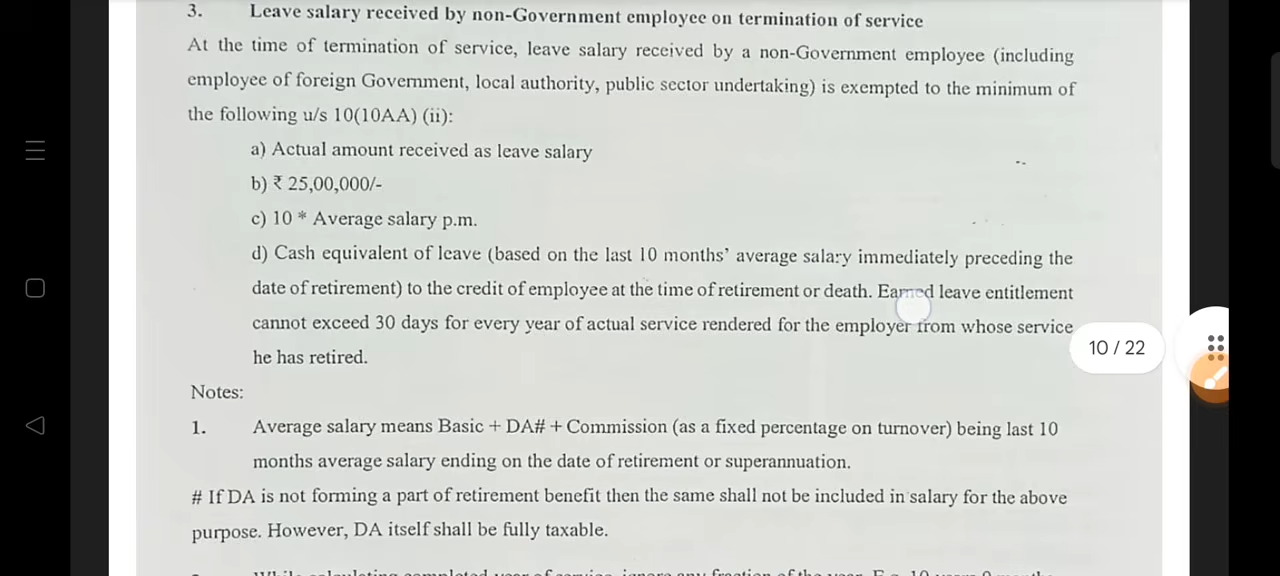 3. Leave salary received by non-Government employee on termination of service
At the time of termination of service, leave salary received by a non-Government employee (including
employee of foreign Government, local authority, public sector undertaking) is exempted to the minimum of
the following u/s 10(10AA) (ii):
a) Actual amount received as leave salary
b) ₹ 25,00,000/-
c) 10 * Average salary p.m.
d) Cash equivalent of leave (based on the last 10 months’ average salary immediately preceding the
date of retirement) to the credit of employee at the time of retirement or death. Earned leave entitlement
cannot exceed 30 days for every year of actual service rendered for the employer from whose service
he has retired.
10 / 22
Notes:
1. Average salary means Basic + DA# + Commission (as a fixed percentage on turnover) being last 10
months average salary ending on the date of retirement or superannuation.
# If DA is not forming a part of retirement benefit then the same shall not be included in salary for the above
purpose. However, DA itself shall be fully taxable.